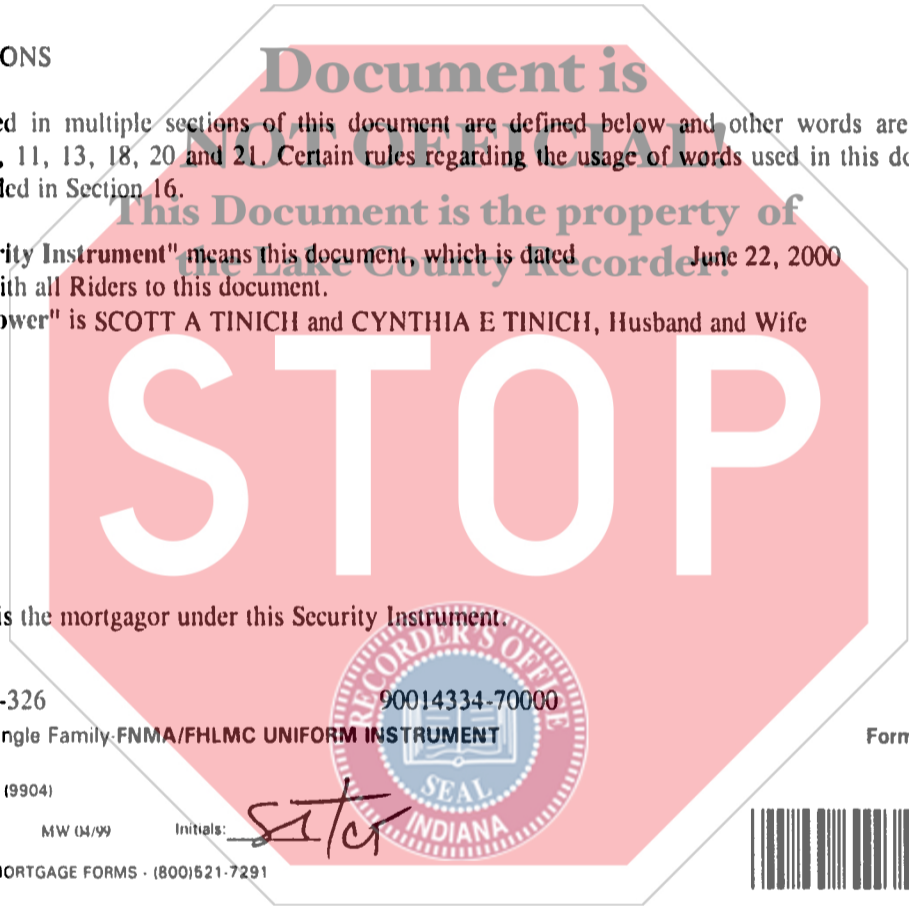 ONS
Document is
ed in multiple sections of this document are defined below and other words are
NOT OFFICIAL!
, 11, 13, 18, 20 and 21. Certain rules regarding the usage of words used in this do
led in Section 16.
This Document is the property of
rity Instrument" means this document, which is dated June 22, 2000
the Lake County Recorder!
ith all Riders to this document.
ower" is SCOTT A TINICH and CYNTHIA E TINICH, Husband and Wife
STOP
is the mortgagor under this Security Instrument.
RECORDER'S OFFICE
-326 90014334-70000
ngle Family-FNMA/FHLMC UNIFORM INSTRUMENT Form
SEAL
(9904)
INDIANA
MW 04/99 Initials:
ORTGAGE FORMS - (800)521-7291